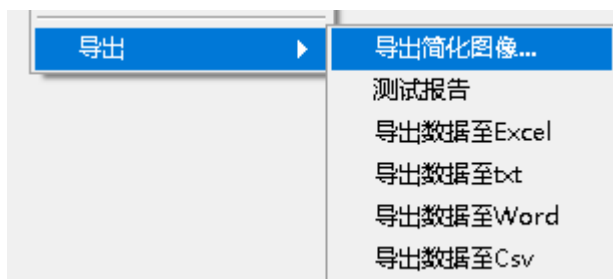 导出
导出简化图像...
测试报告
导出数据至Excel
导出数据至txt
导出数据至Word
导出数据至Csv